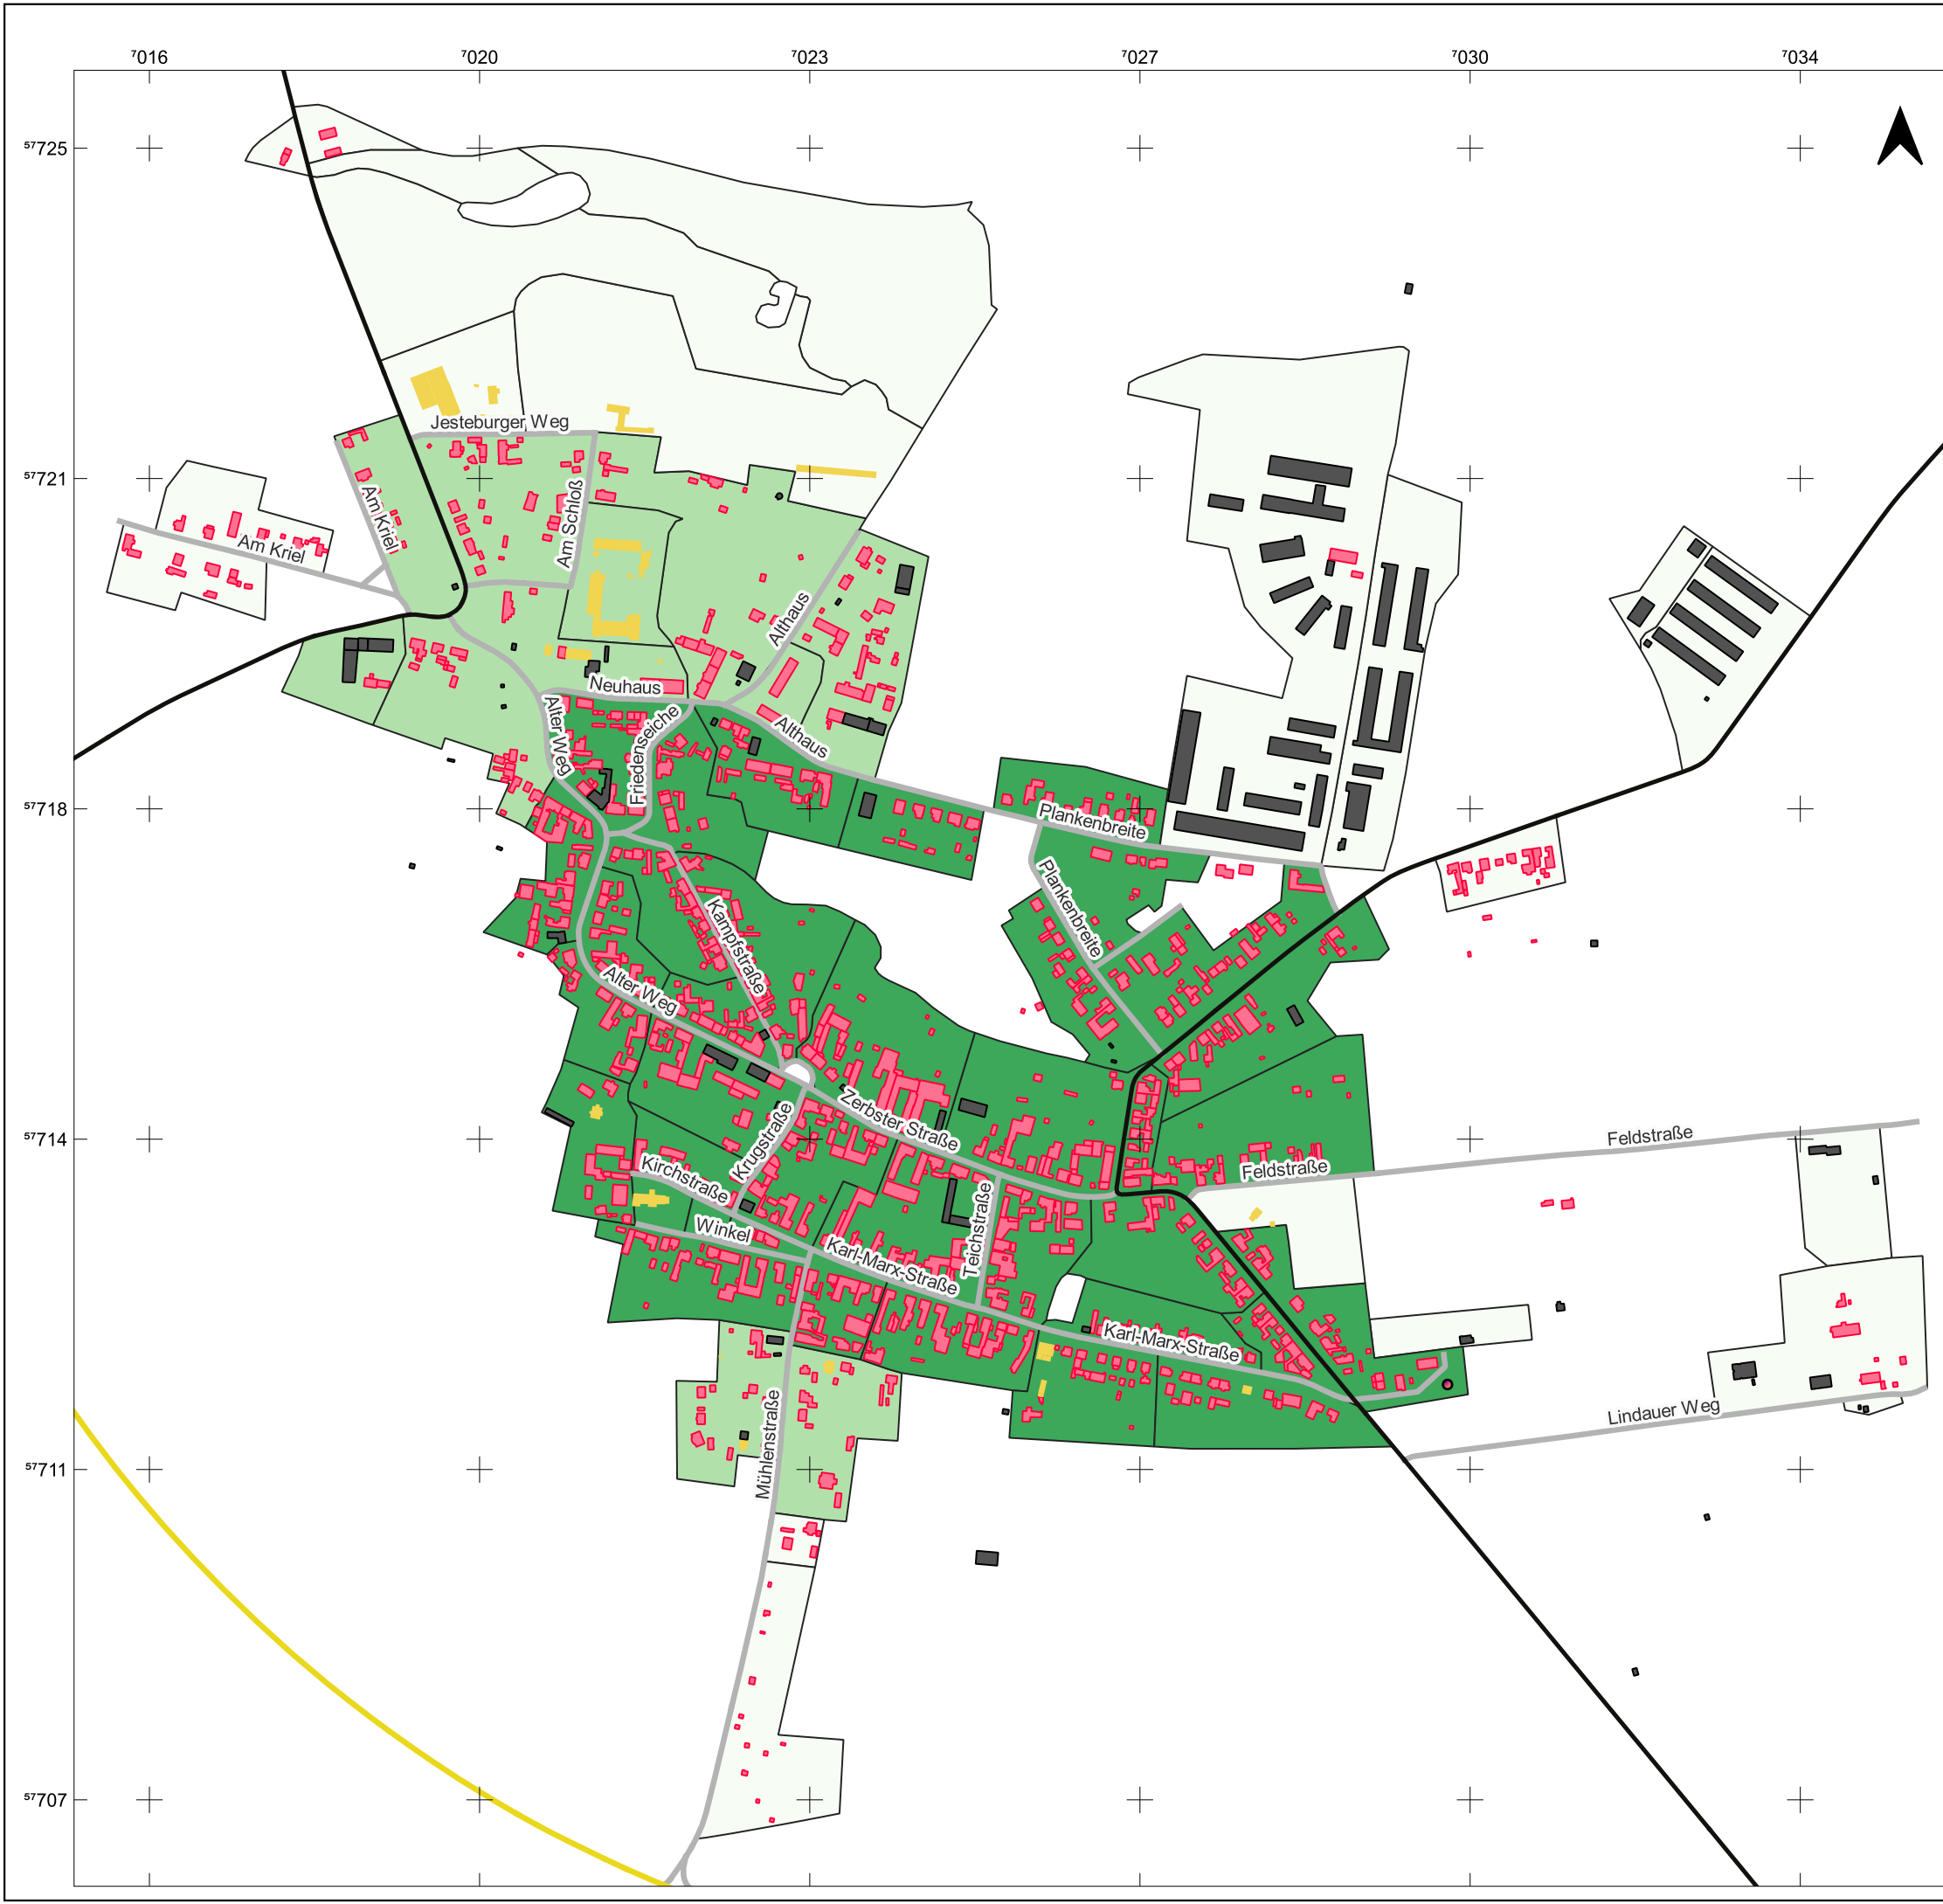 7016 7020 7023 7027 7030 7034
57725
Jesteburger Weg
57721
Am Kriel
Am Schloß
Am Kriel
Althaus
Neuhaus
Alter Weg
Friedenseiche
Althaus
57718
Plankenbreite
Plankenbreite
Kampfstraße
Alter Weg
Zerbster Straße
57714
Feldstraße
Krugstraße
Kirchstraße
Feldstraße
Winkel
Teichstraße
Karl-Marx-Straße
Karl-Marx-Straße
Mühlenstraße
Lindauer Weg
57711
57707